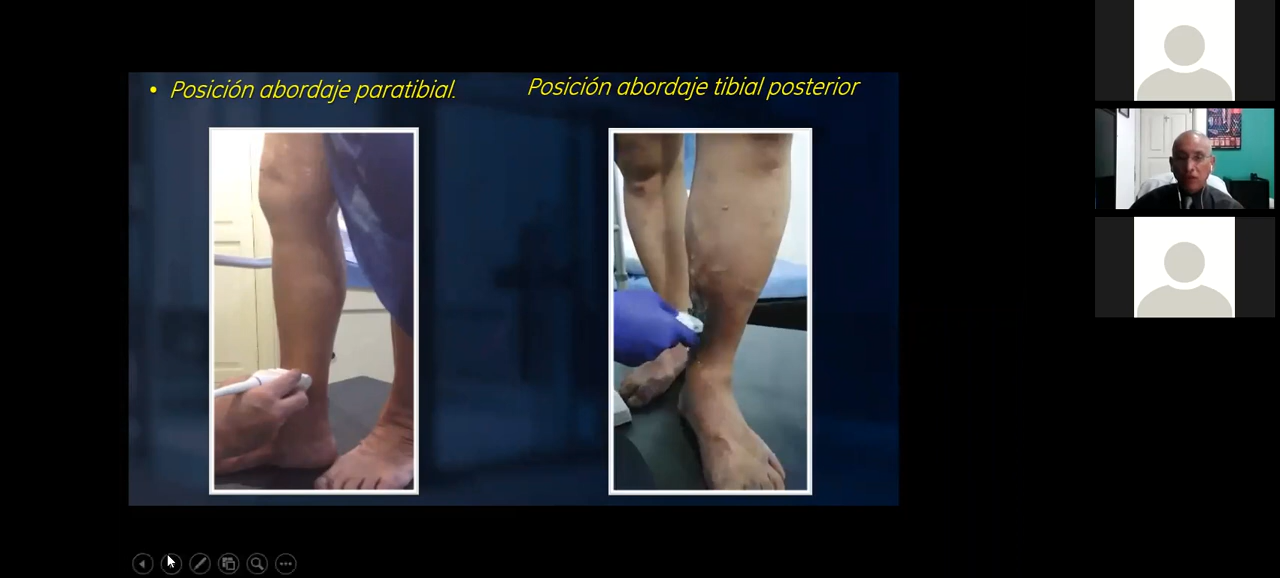 • Posición abordaje paratibial.
Posición abordaje tibial posterior